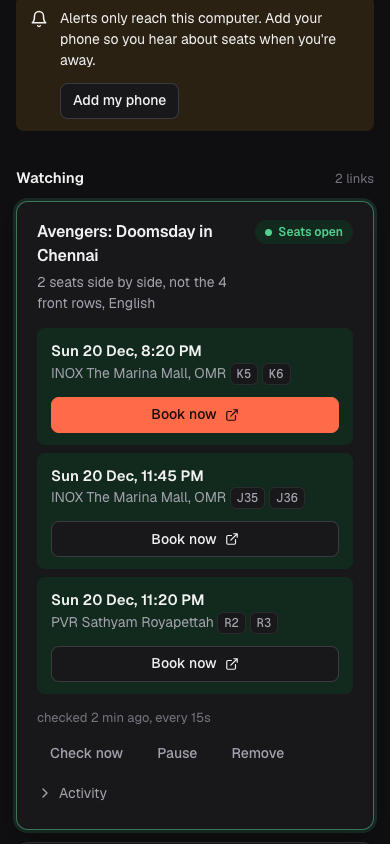 Alerts only reach this computer. Add your
phone so you hear about seats when you're
away.
Add my phone
Watching
2 links
Avengers: Doomsday in
Chennai
Seats open
2 seats side by side, not the 4
front rows, English
Sun 20 Dec, 8:20 PM
INOX The Marina Mall, OMR K5 K6
Book now
Sun 20 Dec, 11:45 PM
INOX The Marina Mall, OMR J35 J36
Book now
Sun 20 Dec, 11:20 PM
PVR Sathyam Royapettah R2 R3
Book now
checked 2 min ago, every 15s
Check now Pause Remove
Activity